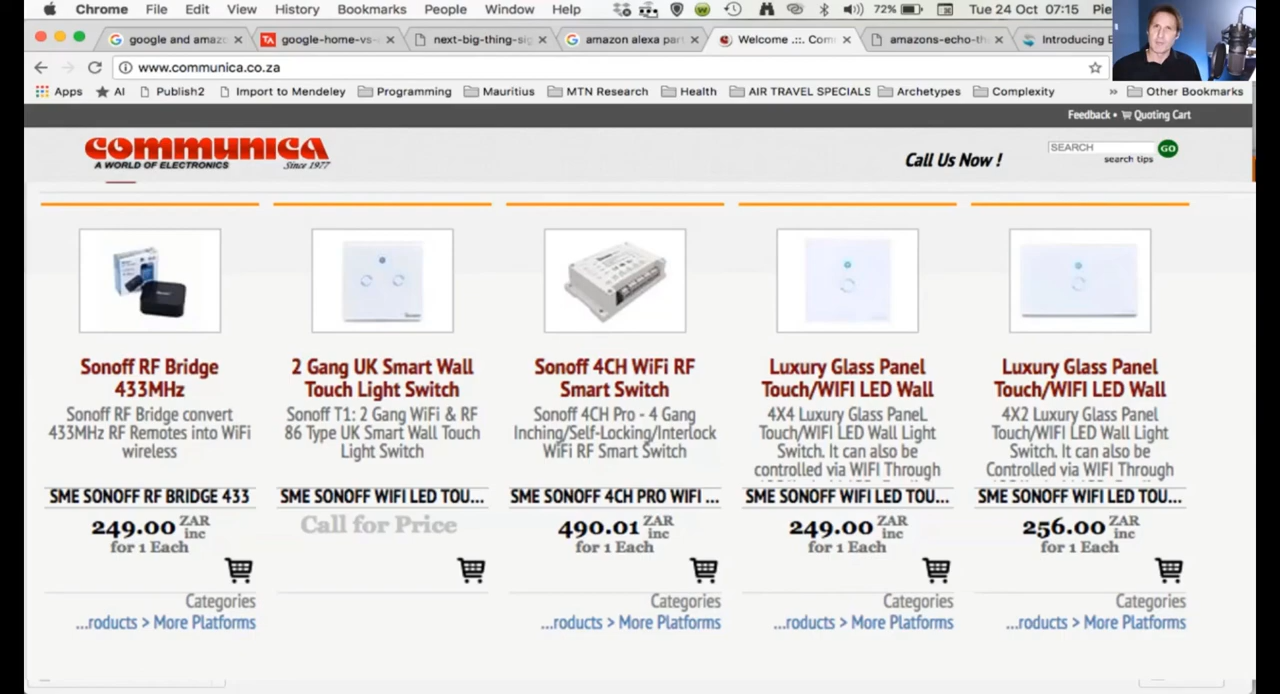 Chrome File Edit View History Bookmarks People Window Help 72% Tue 24 Oct 07:15 Pie
google and amazo
google-home-vs-
next-big-thing-sig
amazon alexa part
Welcome .::. Com
amazons-echo-th
Introducing E
www.communica.co.za
Apps AI Publish2 Import to Mendeley Programming Mauritius MTN Research Health AIR TRAVEL SPECIALS Archetypes Complexity » Other Bookmarks
Feedback • Quoting Cart
COMMUNICA
A WORLD OF ELECTRONICS Since 1977
Call Us Now !
SEARCH GO
search tips
Sonoff RF Bridge
433MHz
Sonoff RF Bridge convert
433MHz RF Remotes into WiFi
wireless
SME SONOFF RF BRIDGE 433
249.00 ZAR
inc
for 1 Each
Categories
...roducts > More Platforms
2 Gang UK Smart Wall
Touch Light Switch
Sonoff T1: 2 Gang WiFi & RF
86 Type UK Smart Wall Touch
Light Switch
SME SONOFF WIFI LED TOU...
Call for Price
Sonoff 4CH WiFi RF
Smart Switch
Sonoff 4CH Pro - 4 Gang
Inching/Self-Locking/Interlock
WiFi RF Smart Switch
SME SONOFF 4CH PRO WIFI ...
490.01 ZAR
inc
for 1 Each
Categories
...roducts > More Platforms
Luxury Glass Panel
Touch/WIFI LED Wall
4X4 Luxury Glass Panel
Touch/WIFI LED Wall Light
Switch. It can also be
controlled via WIFI Through
SME SONOFF WIFI LED TOU...
249.00 ZAR
inc
for 1 Each
Categories
...roducts > More Platforms
Luxury Glass Panel
Touch/WIFI LED Wall
4X2 Luxury Glass Panel
Touch/WIFI LED Wall Light
Switch. It can also be
Controlled via WIFI Through
SME SONOFF WIFI LED TOU...
256.00 ZAR
inc
for 1 Each
Categories
...roducts > More Platforms